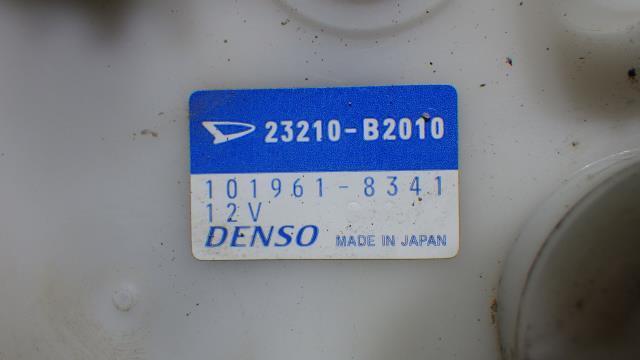 23210-B2010
101961-8341
12V
DENSO MADE IN JAPAN